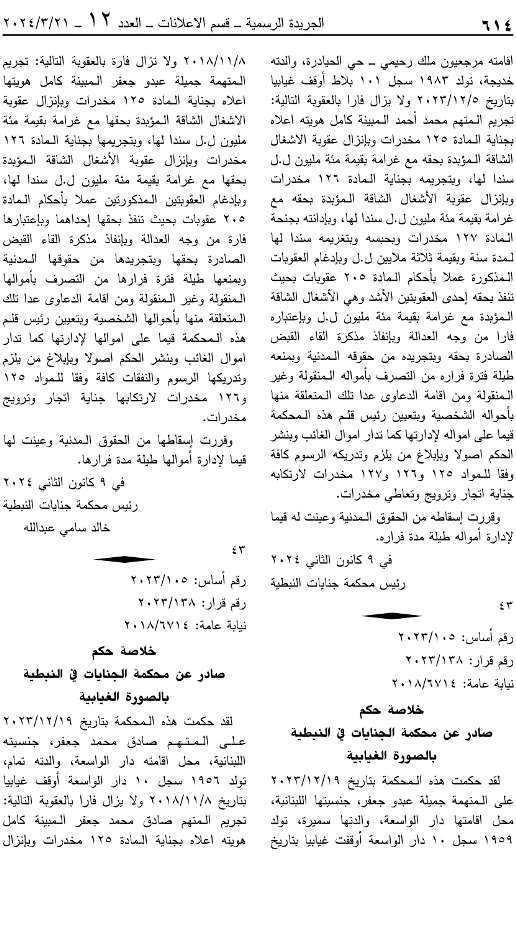 ٦١٤
الجريدة الرسمية – قسم الاعلانات – العدد ١٢ – ٢٠٢٤/٣/٢١
اقامته مرجعيون ملك رحيمي – حي الحيادرة، والدته
خديجة، تولد ١٩٨٣ سجل ١٠١ بلاط أوقف غيابيا
بتاريخ ٢٠٢٣/١٢/٥ ولا يزال فارا بالعقوبة التالية:
تجريم المتهم محمد أحمد المبينة كامل هويته اعلاه
بجناية المادة ١٢٥ مخدرات وبإنزال عقوبة الاشغال
الشاقة المؤبدة بحقه مع غرامة بقيمة مئة مليون ل.ل
سندا لها، وبتجريمه بجناية المادة ١٢٦ مخدرات
وبإنزال عقوبة الأشغال الشاقة المؤبدة بحقه مع
غرامة بقيمة مئة مليون ل.ل سندا لها، وبإدانته بجنحة
المادة ١٢٧ مخدرات وبحبسه وبتغريمه سندا لها
لمدة سنة وبقيمة ثلاثة ملايين ل.ل وبإدغام العقوبات
المذكورة عملا بأحكام المادة ٢٠٥ عقوبات بحيث
تنفذ بحقه إحدى العقوبتين الأشد وهي الأشغال الشاقة
المؤبدة مع غرامة بقيمة مئة مليون ل.ل وبإعتباره
فارا من وجه العدالة وبإنفاذ مذكرة القاء القبض
الصادرة بحقه وبتجريده من حقوقه المدنية وبمنعه
طيلة فترة فراره من التصرف بأمواله المنقولة وغير
المنقولة ومن اقامة الدعاوى عدا تلك المتعلقة منها
بأحواله الشخصية وبتعيين رئيس قلم هذه المحكمة
قيما على امواله لإدارتها كما تدار اموال الغائب وبنشر
الحكم اصولا وبإبلاغ من يلزم وتدريكه الرسوم كافة
وفقا للمواد ١٢٥ و١٢٦ و١٢٧ مخدرات لارتكابه
جناية اتجار وترويج وتعاطي مخدرات.
وقررت إسقاطه من الحقوق المدنية وعينت له قيما
لإدارة أمواله طيلة مدة فراره.
في ٩ كانون الثاني ٢٠٢٤
رئيس محكمة جنايات النبطية
٤٣
رقم أساس: ٢٠٢٣/١٠٥
رقم قرار: ٢٠٢٣/١٣٨
نيابة عامة: ٢٠١٨/٦٧١٤
خلاصة حكم
صادر عن محكمة الجنايات في النبطية
بالصورة الغيابية
لقد حكمت هذه المحكمة بتاريخ ٢٠٢٣/١٢/١٩
على المتهمة جميلة عبدو جعفر، جنسيتها اللبنانية،
محل اقامتها دار الواسعة، والدتها سميرة، تولد
١٩٥٩ سجل ١٠ دار الواسعة أوقفت غيابيا بتاريخ
٢٠١٨/١١/٨ ولا تزال فارة بالعقوبة التالية: تجريم
المتهمة جميلة عبدو جعفر المبينة كامل هويتها
اعلاه بجناية المادة ١٢٥ مخدرات وبإنزال عقوبة
الاشغال الشاقة المؤبدة بحقها مع غرامة بقيمة مئة
مليون ل.ل سندا لها، وبتجريمها بجناية المادة ١٢٦
مخدرات وبإنزال عقوبة الأشغال الشاقة المؤبدة
بحقها مع غرامة بقيمة مئة مليون ل.ل سندا لها،
وبإدغام العقوبتين المذكورتين عملا بأحكام المادة
٢٠٥ عقوبات بحيث تنفذ بحقها إحداهما وبإعتبارها
فارة من وجه العدالة وبإنفاذ مذكرة القاء القبض
الصادرة بحقها وبتجريدها من حقوقها المدنية
وبمنعها طيلة فترة فرارها من التصرف بأموالها
المنقولة وغير المنقولة ومن اقامة الدعاوى عدا تلك
المتعلقة منها بأحوالها الشخصية وبتعيين رئيس قلم
هذه المحكمة قيما على اموالها لإدارتها كما تدار
اموال الغائب وبنشر الحكم اصولا وبإبلاغ من يلزم
وتدريكها الرسوم والنفقات كافة وفقا للمواد ١٢٥
و١٢٦ مخدرات لارتكابها جناية اتجار وترويج
مخدرات.
وقررت إسقاطها من الحقوق المدنية وعينت لها
قيما لإدارة أموالها طيلة مدة فرارها.
في ٩ كانون الثاني ٢٠٢٤
رئيس محكمة جنايات النبطية
خالد سامي عبدالله
٤٣
رقم أساس: ٢٠٢٣/١٠٥
رقم قرار: ٢٠٢٣/١٣٨
نيابة عامة: ٢٠١٨/٦٧١٤
خلاصة حكم
صادر عن محكمة الجنايات في النبطية
بالصورة الغيابية
لقد حكمت هذه المحكمة بتاريخ ٢٠٢٣/١٢/١٩
على المتهم صادق محمد جعفر، جنسيته
اللبنانية، محل اقامته دار الواسعة، والدته تمام،
تولد ١٩٥٦ سجل ١٠ دار الواسعة أوقف غيابيا
بتاريخ ٢٠١٨/١١/٨ ولا يزال فارا بالعقوبة التالية:
تجريم المتهم صادق محمد جعفر المبينة كامل
هويته اعلاه بجناية المادة ١٢٥ مخدرات وبإنزال